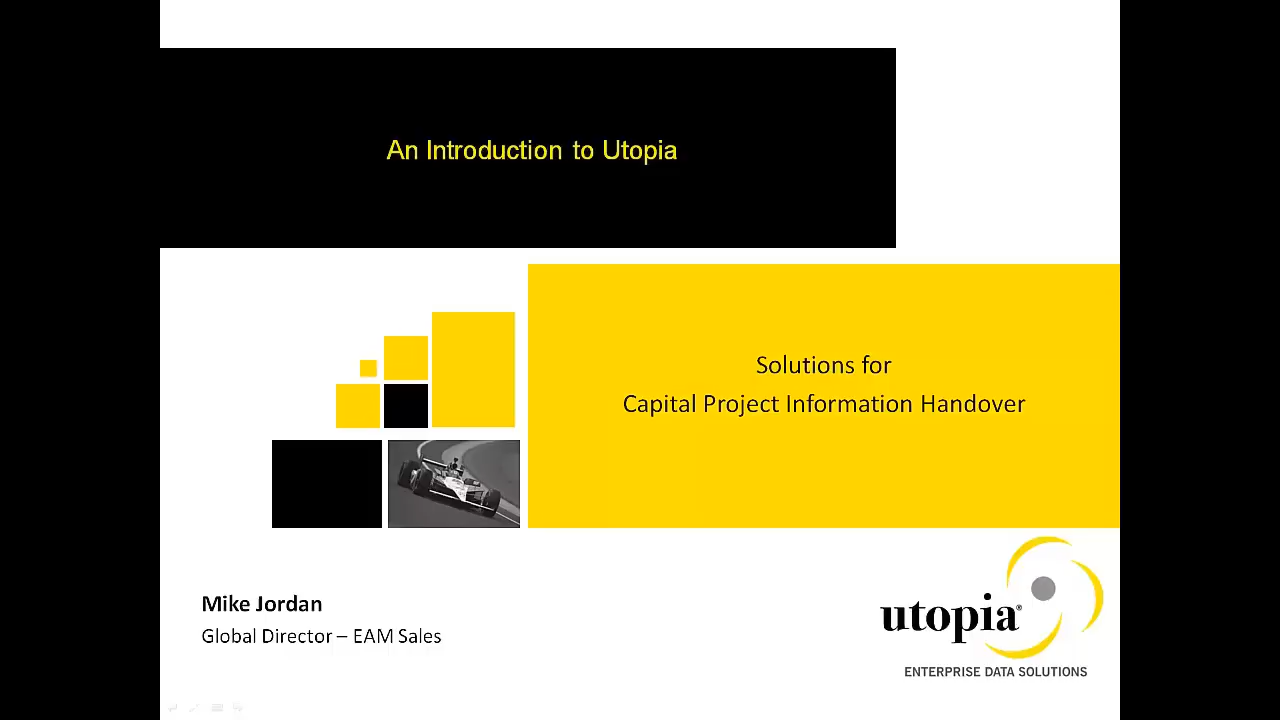 An Introduction to Utopia
Solutions for
Capital Project Information Handover
Mike Jordan
Global Director – EAM Sales
utopia®
ENTERPRISE DATA SOLUTIONS